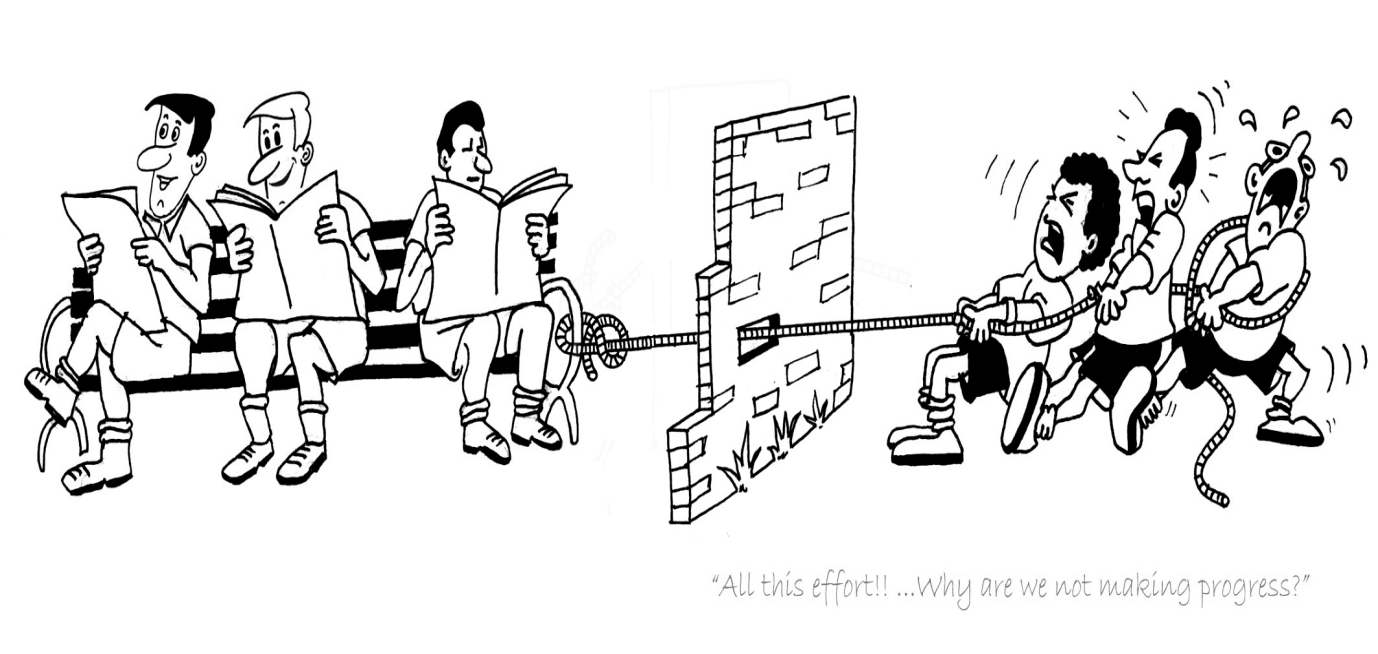 “All this effort!! ...Why are we not making progress?”